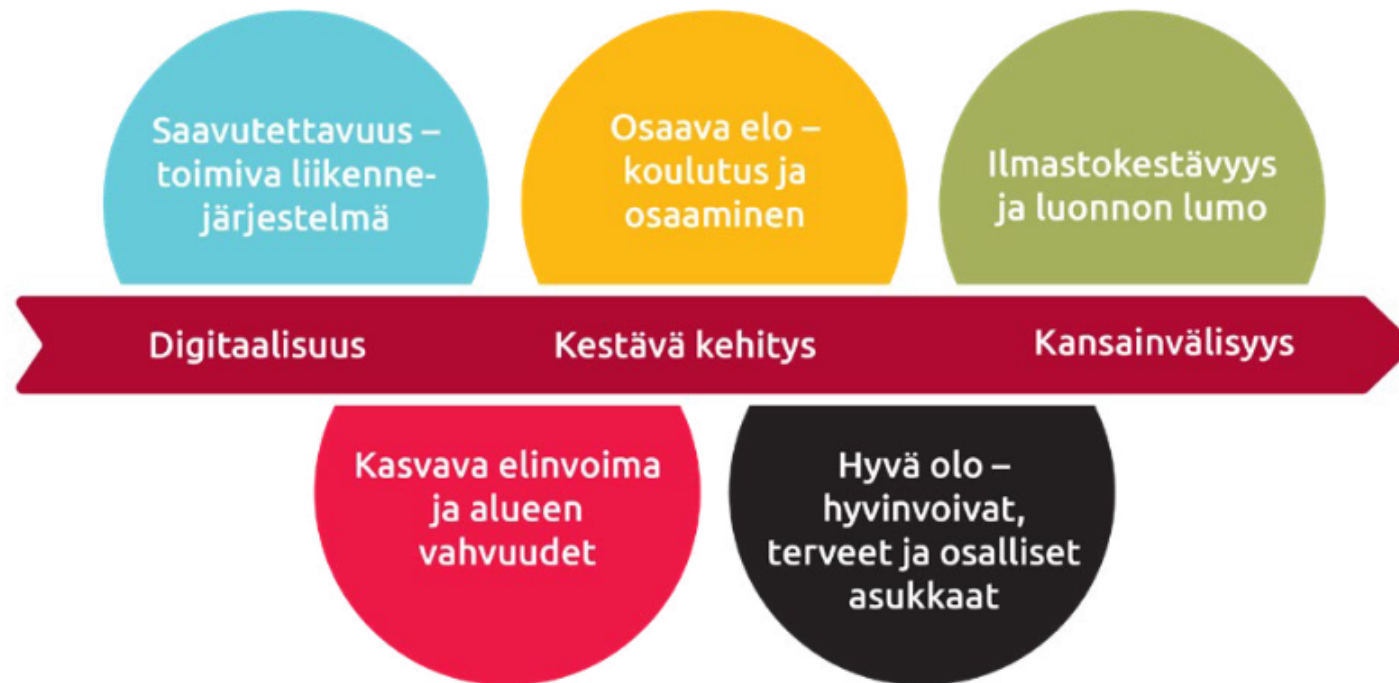 Saavutettavuus –
toimiva liikenne-
järjestelmä
Osaava elo –
koulutus ja
osaaminen
Ilmastokestävyys
ja luonnon lumo
Digitaalisuus
Kestävä kehitys
Kansainvälisyys
Kasvava elinvoima
ja alueen
vahvuudet
Hyvä olo –
hyvinvoivat,
terveet ja osalliset
asukkaat